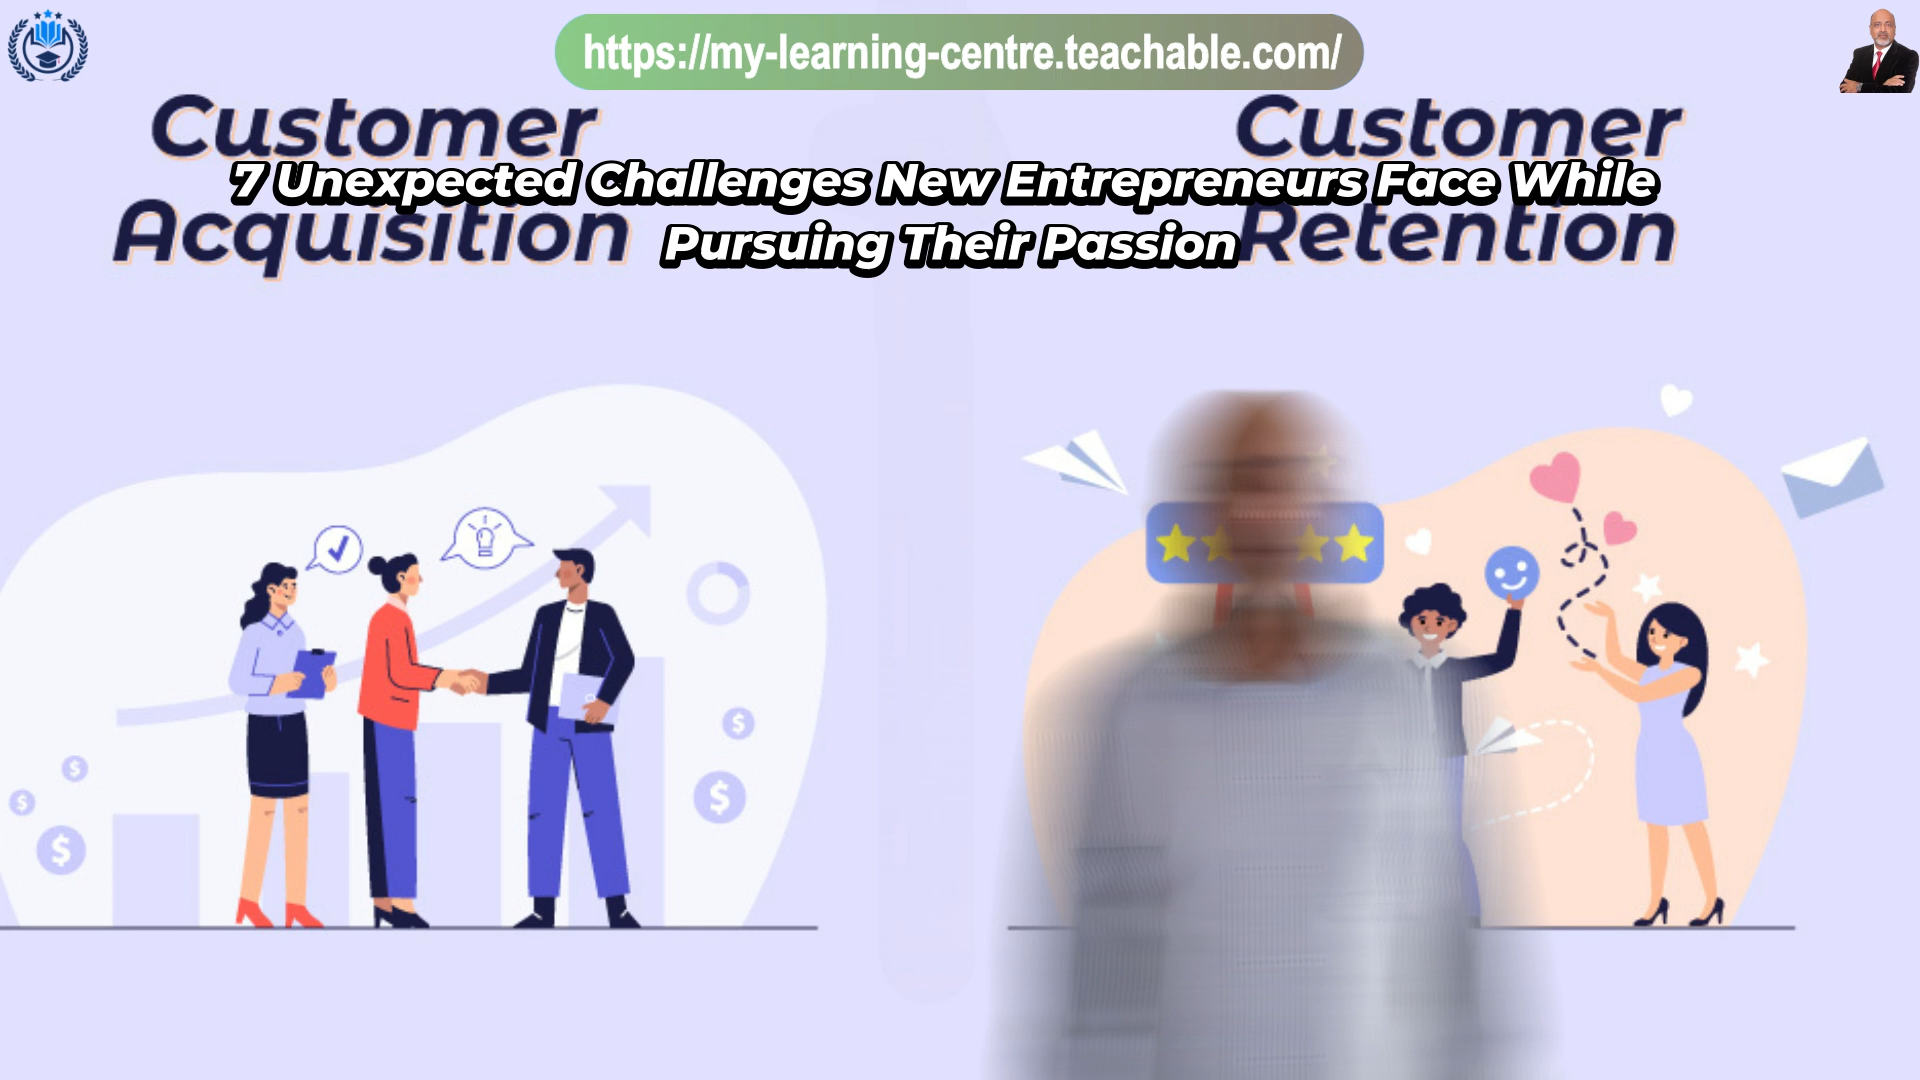 https://my-learning-centre.teachable.com/
Customer
Acquisition
Customer
Retention
7 Unexpected Challenges New Entrepreneurs Face While
Pursuing Their Passion
$
$
$
$
$